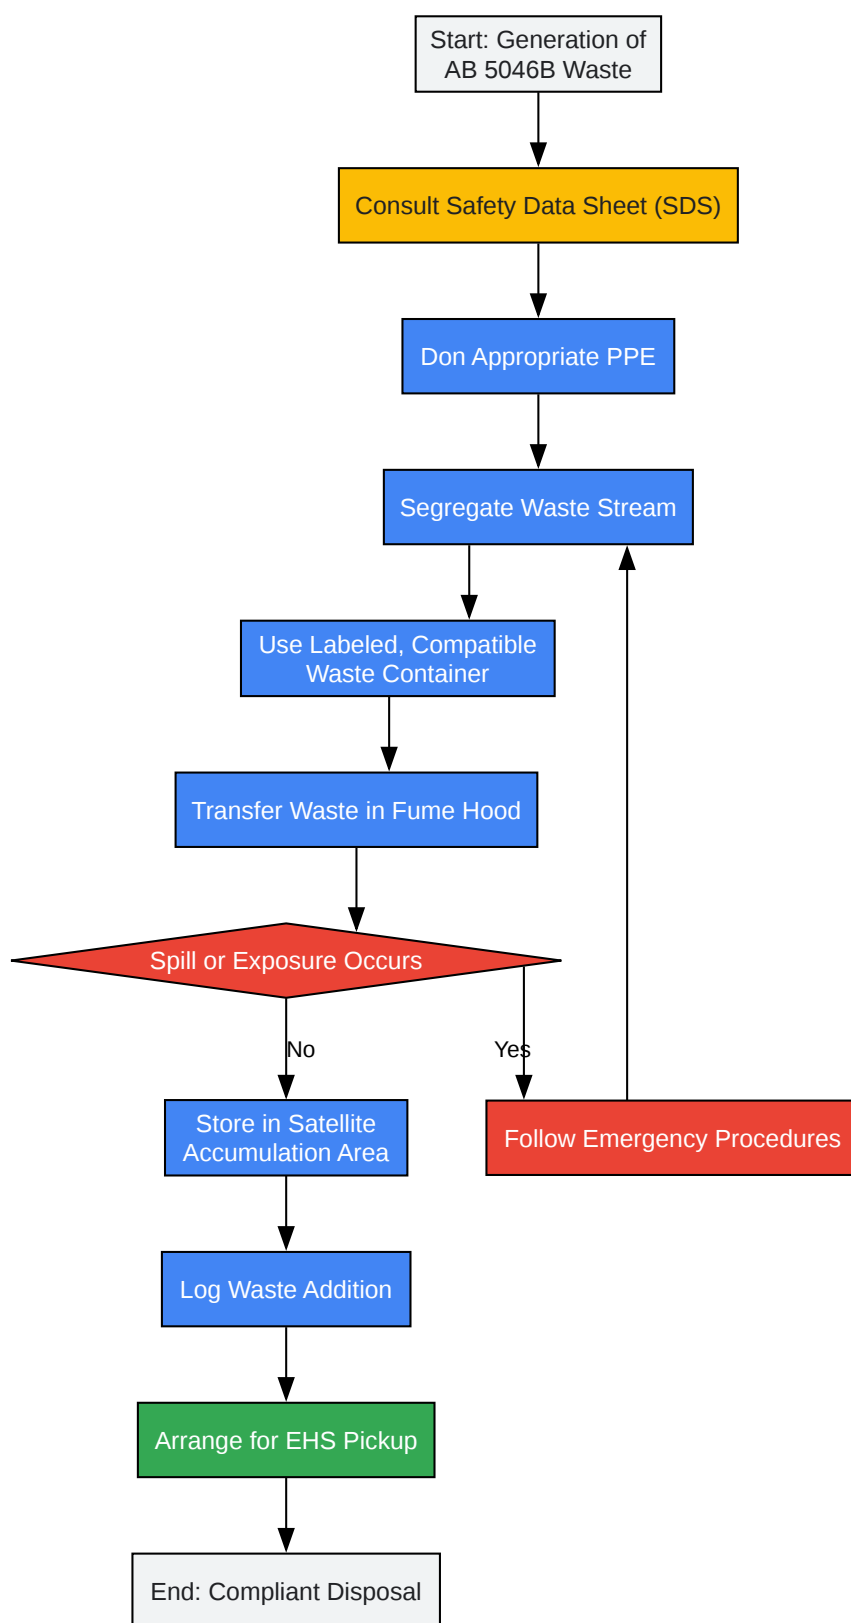 Start: Generation of
AB 5046B Waste
Consult Safety Data Sheet (SDS)
Don Appropriate PPE
Segregate Waste Stream
Use Labeled, Compatible
Waste Container
Transfer Waste in Fume Hood
Spill or Exposure Occurs
No
Yes
Store in Satellite
Accumulation Area
Follow Emergency Procedures
Log Waste Addition
Arrange for EHS Pickup
End: Compliant Disposal